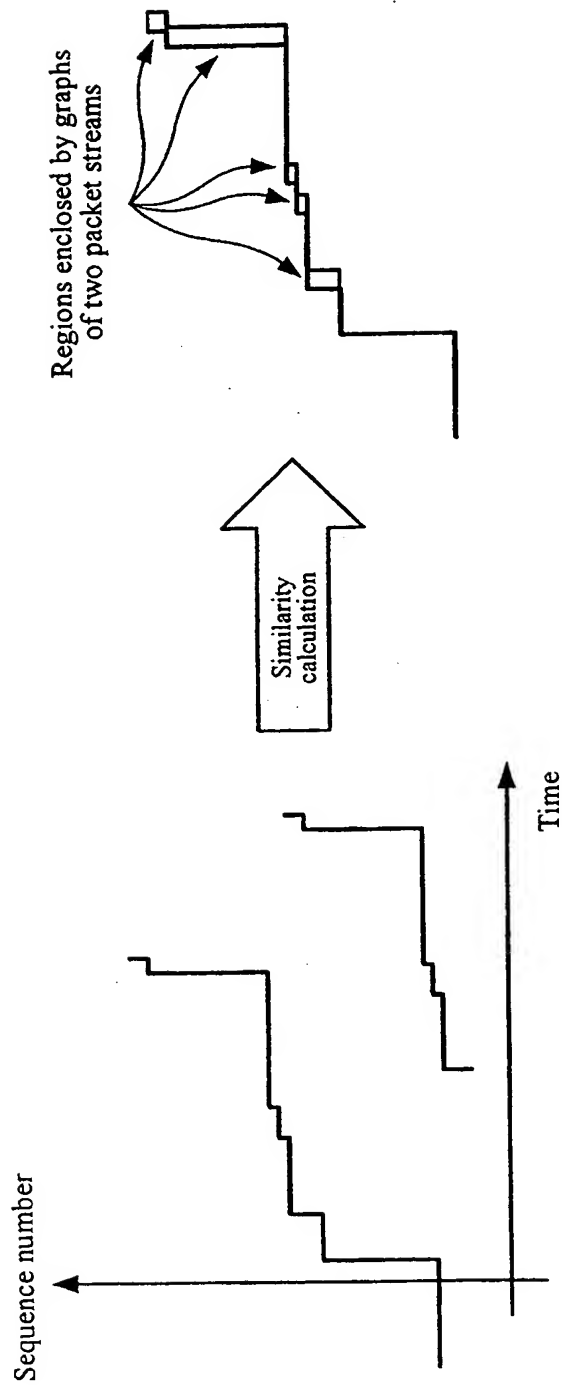 Sequence number
Time
Similarity
calculation
Regions enclosed by graphs
of two packet streams